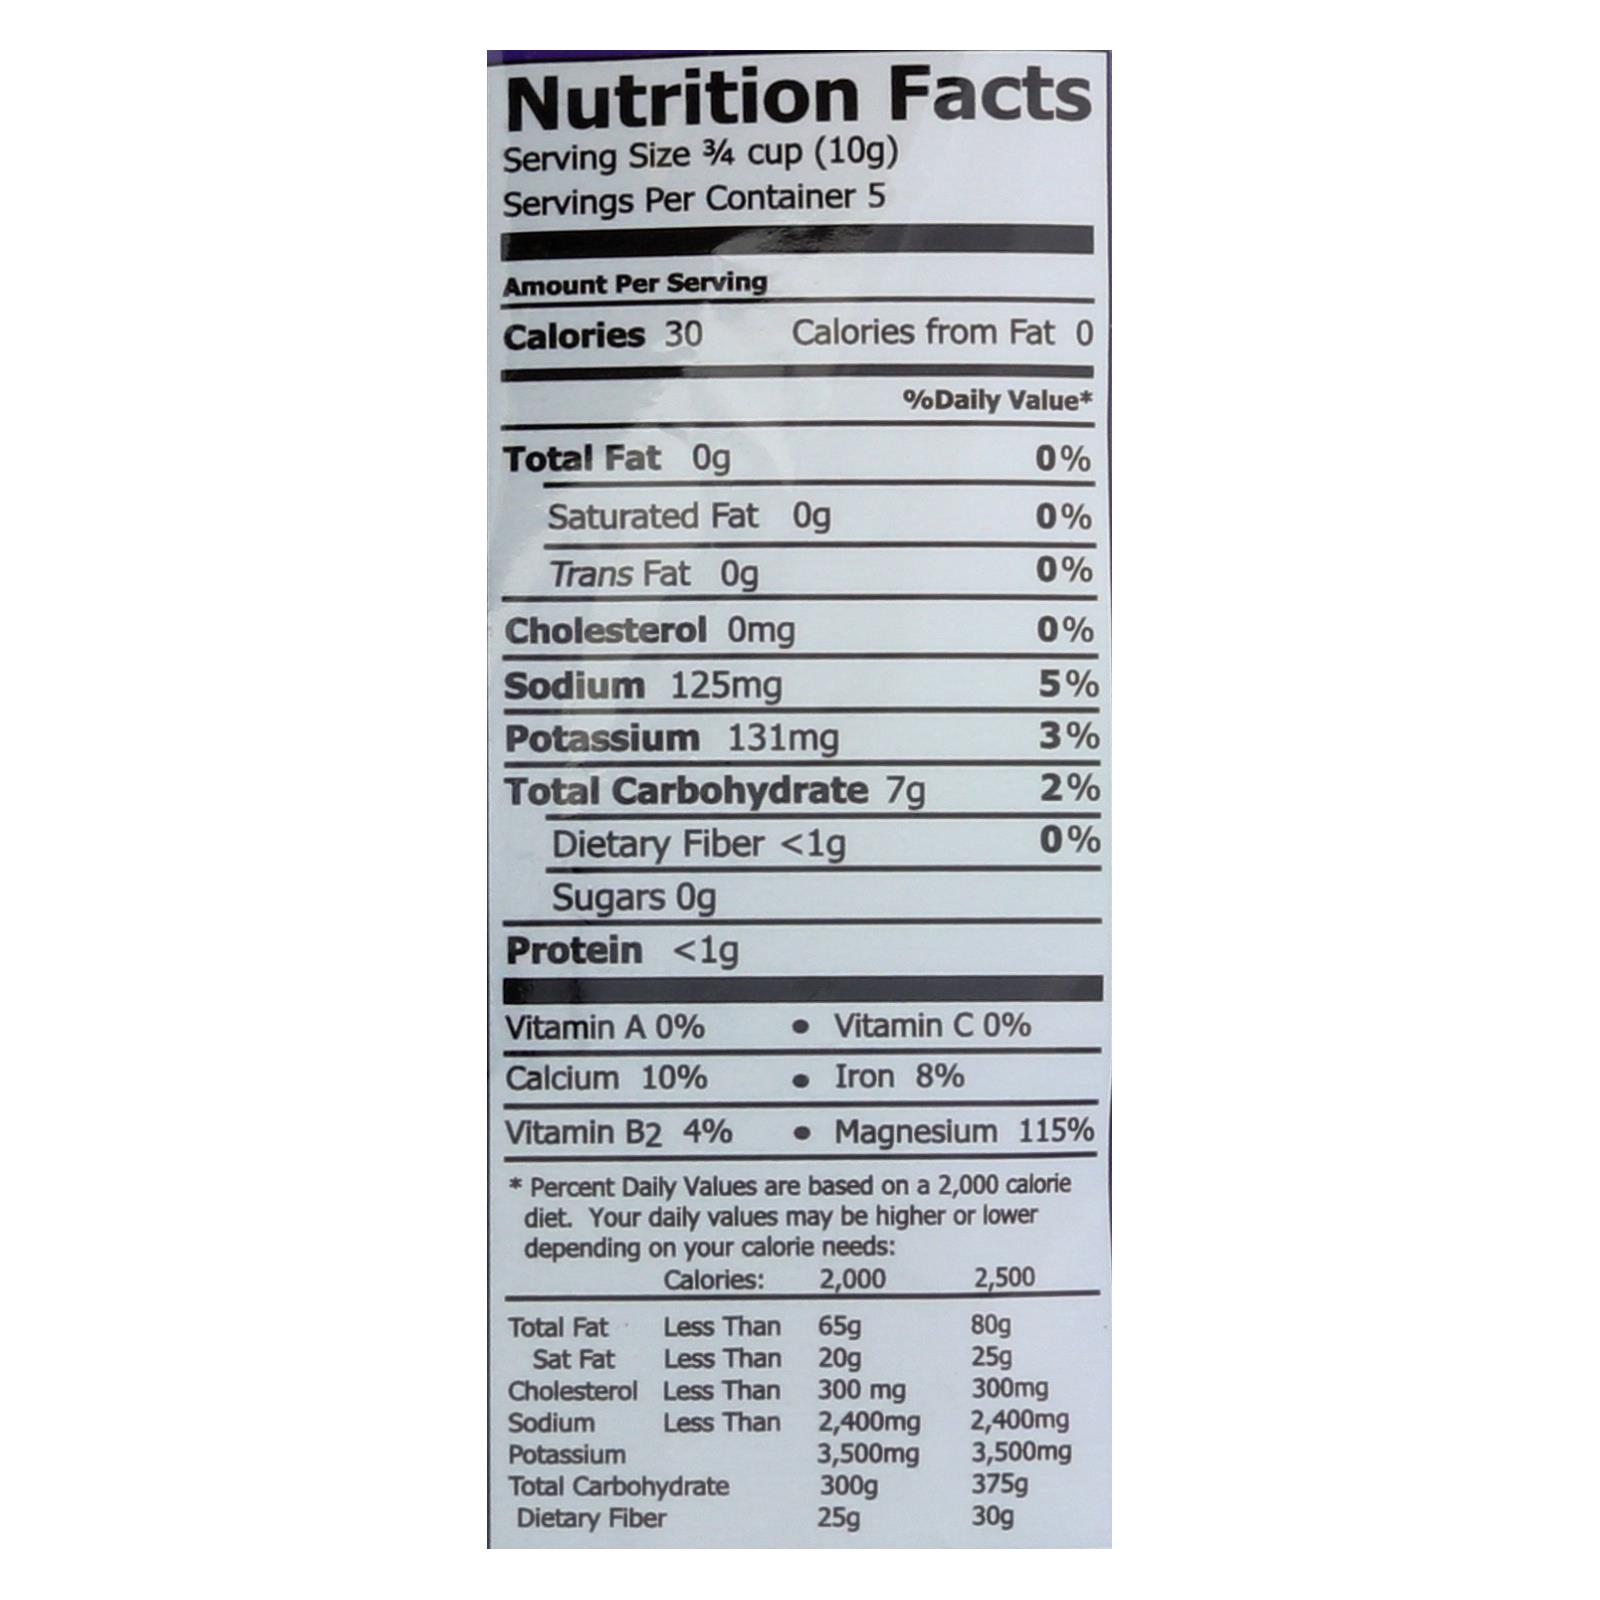 Nutrition Facts
Serving Size ¾ cup (10g)
Servings Per Container 5
Amount Per Serving
Calories 30 Calories from Fat 0
%Daily Value*
Total Fat 0g 0%
Saturated Fat 0g 0%
Trans Fat 0g 0%
Cholesterol 0mg 0%
Sodium 125mg 5%
Potassium 131mg 3%
Total Carbohydrate 7g 2%
Dietary Fiber <1g 0%
Sugars 0g
Protein <1g
Vitamin A 0% • Vitamin C 0%
Calcium 10% • Iron 8%
Vitamin B2 4% • Magnesium 115%
* Percent Daily Values are based on a 2,000 calorie
diet. Your daily values may be higher or lower
depending on your calorie needs:
Calories: 2,000 2,500
Total Fat Less Than 65g 80g
Sat Fat Less Than 20g 25g
Cholesterol Less Than 300 mg 300mg
Sodium Less Than 2,400mg 2,400mg
Potassium 3,500mg 3,500mg
Total Carbohydrate 300g 375g
Dietary Fiber 25g 30g